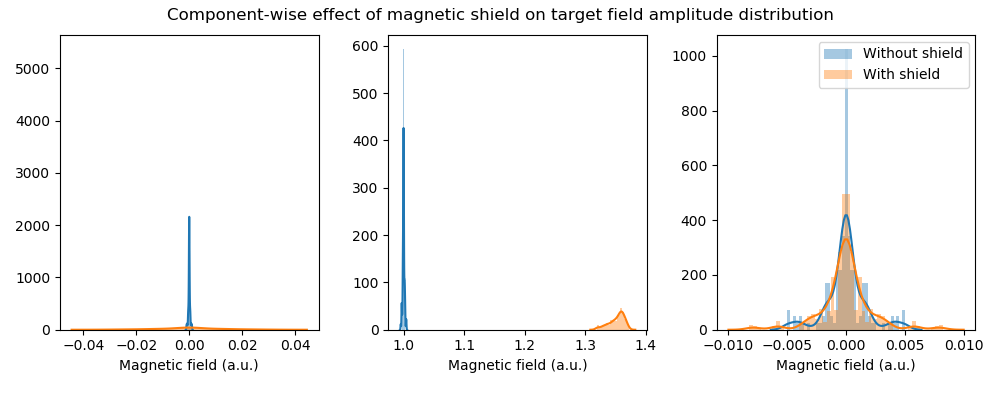 Component-wise effect of magnetic shield on target field amplitude distribution
5000
4000
3000
2000
1000
0
−0.04 −0.02 0.00 0.02 0.04
Magnetic field (a.u.)
600
500
400
300
200
100
0
1.0 1.1 1.2 1.3 1.4
Magnetic field (a.u.)
Without shield
With shield
1000
800
600
400
200
0
−0.010 −0.005 0.000 0.005 0.010
Magnetic field (a.u.)